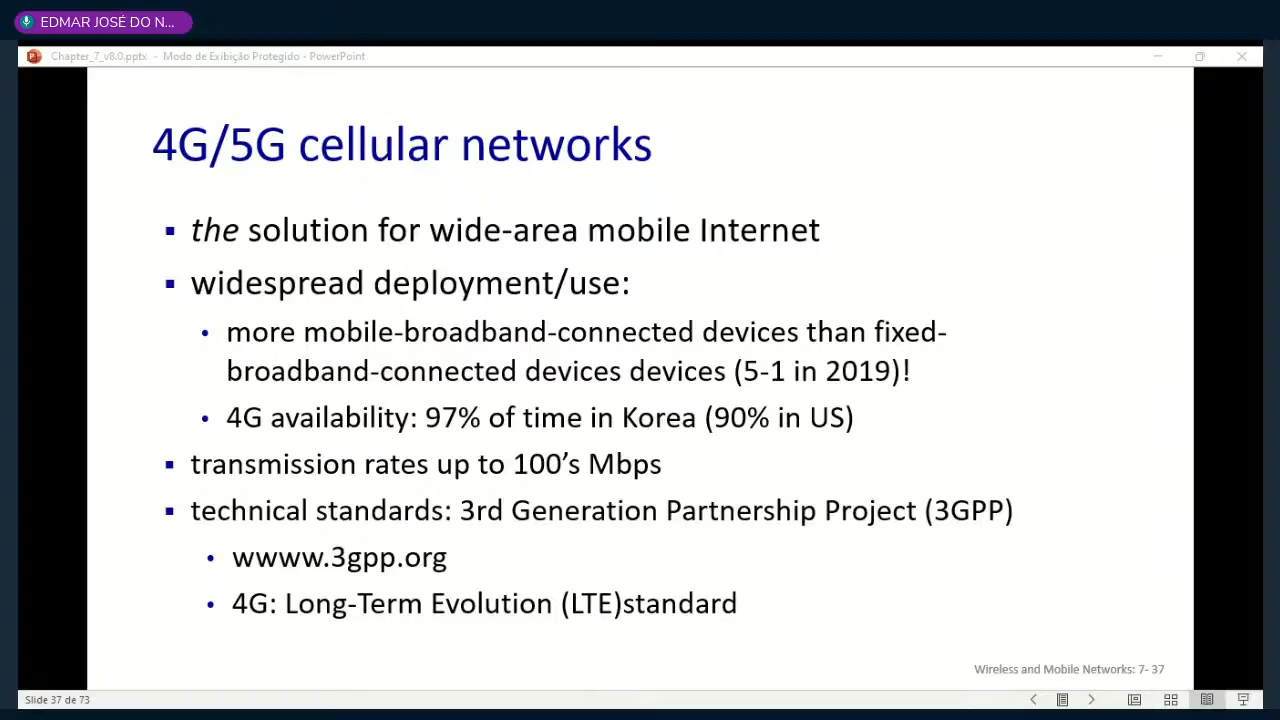 EDMAR JOSÉ DO N...
Chapter_7_v8.0.pptx - Modo de Exibição Protegido - PowerPoint
4G/5G cellular networks
the solution for wide-area mobile Internet
widespread deployment/use:
more mobile-broadband-connected devices than fixed-
broadband-connected devices devices (5-1 in 2019)!
4G availability: 97% of time in Korea (90% in US)
transmission rates up to 100's Mbps
technical standards: 3rd Generation Partnership Project (3GPP)
wwww.3gpp.org
4G: Long-Term Evolution (LTE)standard
Wireless and Mobile Networks: 7- 37
Slide 37 de 73